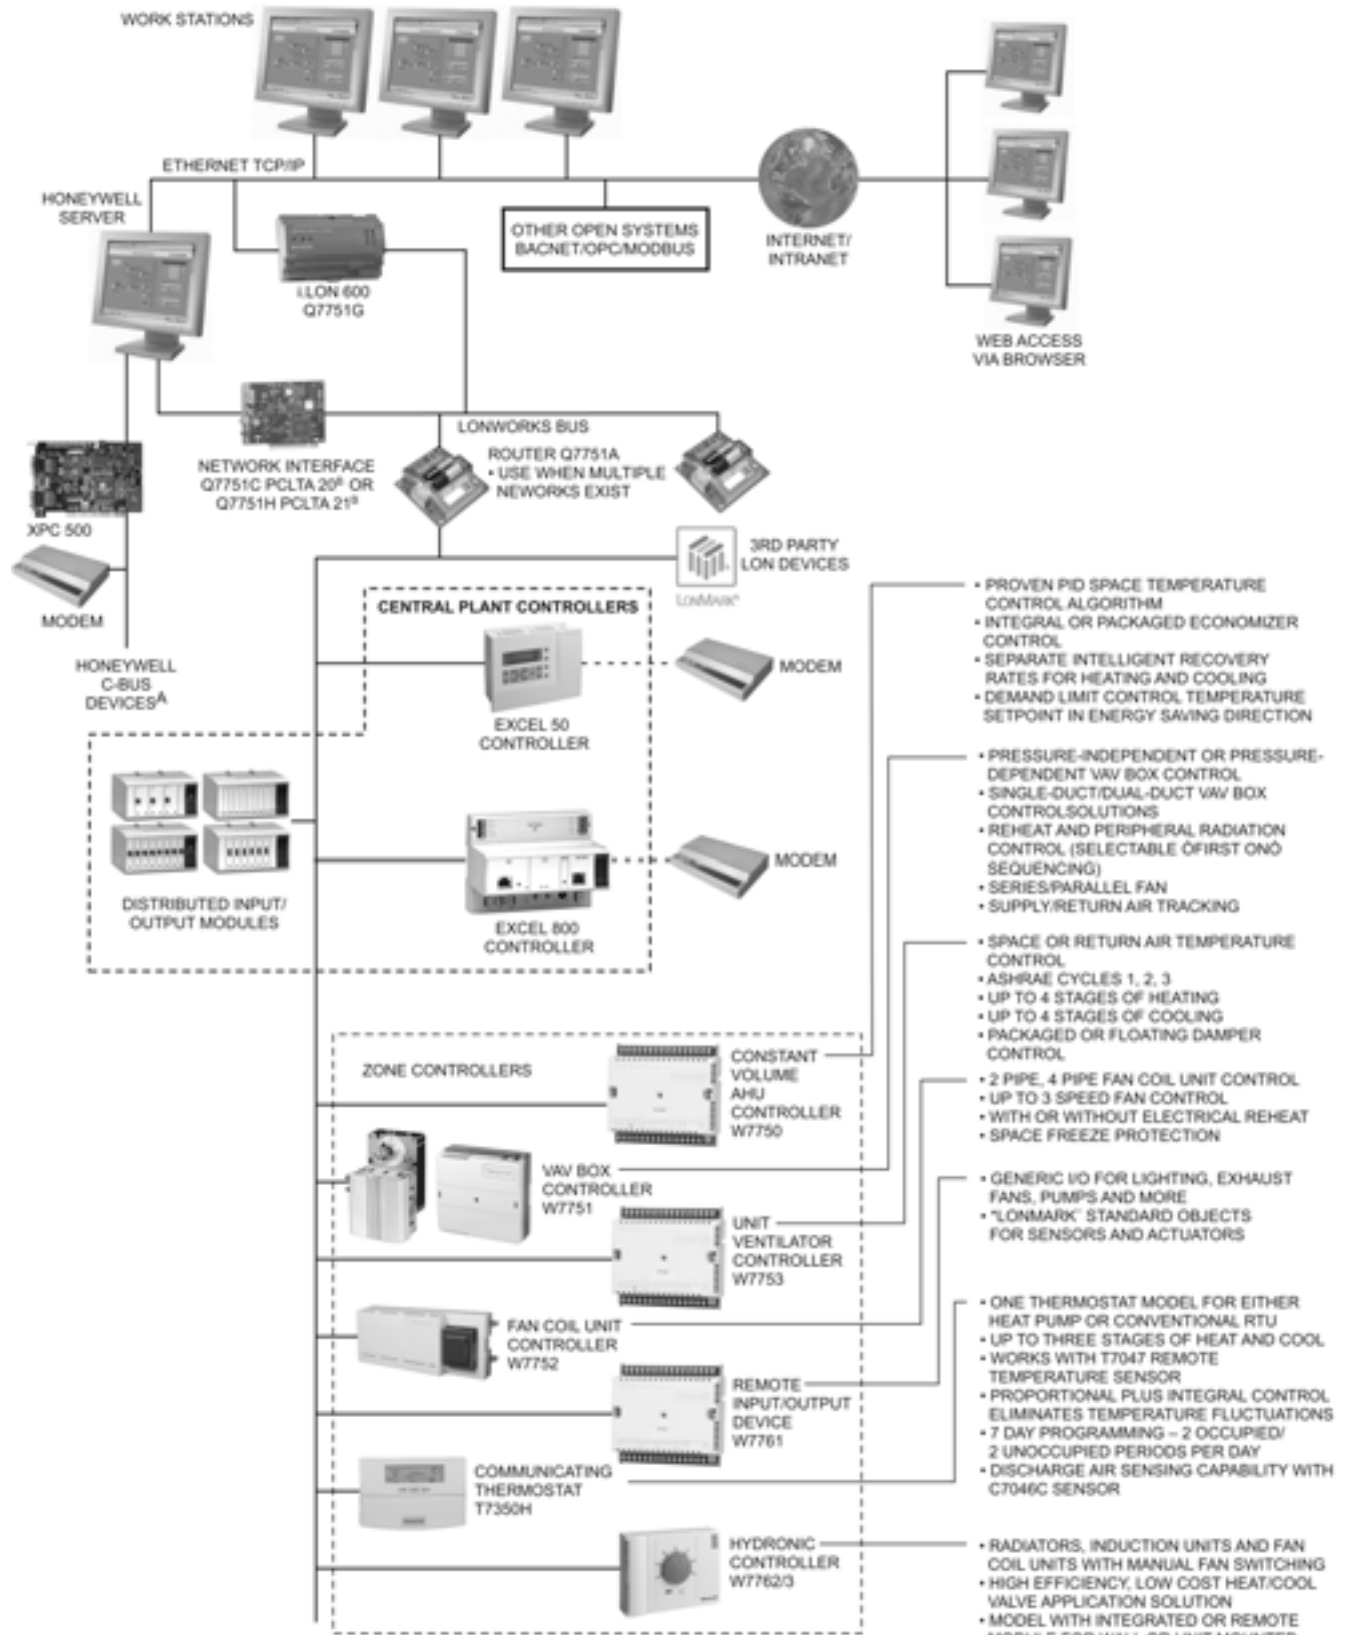 WORK STATIONS
ETHERNET TCP/IP
HONEYWELL
SERVER
i.LON 600
Q7751G
OTHER OPEN SYSTEMS
BACNET/OPC/MODBUS
INTERNET/
INTRANET
WEB ACCESS
VIA BROWSER
NETWORK INTERFACE
Q7751C PCLTA 20® OR
Q7751H PCLTA 21®
LONWORKS BUS
ROUTER Q7751A
• USE WHEN MULTIPLE
NEWORKS EXIST
XPC 500
MODEM
HONEYWELL
C-BUS
DEVICESA
3RD PARTY
LON DEVICES
LONMARK®
CENTRAL PLANT CONTROLLERS
EXCEL 50
CONTROLLER
MODEM
DISTRIBUTED INPUT/
OUTPUT MODULES
EXCEL 800
CONTROLLER
MODEM
ZONE CONTROLLERS
CONSTANT
VOLUME
AHU
CONTROLLER
W7750
VAV BOX
CONTROLLER
W7751
UNIT
VENTILATOR
CONTROLLER
W7753
FAN COIL UNIT
CONTROLLER
W7752
REMOTE
INPUT/OUTPUT
DEVICE
W7761
COMMUNICATING
THERMOSTAT
T7350H
HYDRONIC
CONTROLLER
W7762/3
• PROVEN PID SPACE TEMPERATURE
CONTROL ALGORITHM
• INTEGRAL OR PACKAGED ECONOMIZER
CONTROL
• SEPARATE INTELLIGENT RECOVERY
RATES FOR HEATING AND COOLING
• DEMAND LIMIT CONTROL TEMPERATURE
SETPOINT IN ENERGY SAVING DIRECTION
• PRESSURE-INDEPENDENT OR PRESSURE-
DEPENDENT VAV BOX CONTROL
• SINGLE-DUCT/DUAL-DUCT VAV BOX
CONTROLSOLUTIONS
• REHEAT AND PERIPHERAL RADIATION
CONTROL (SELECTABLE ÒFIRST ONÓ
SEQUENCING)
• SERIES/PARALLEL FAN
• SUPPLY/RETURN AIR TRACKING
• SPACE OR RETURN AIR TEMPERATURE
CONTROL
• ASHRAE CYCLES 1, 2, 3
• UP TO 4 STAGES OF HEATING
• UP TO 4 STAGES OF COOLING
• PACKAGED OR FLOATING DAMPER
CONTROL
• 2 PIPE, 4 PIPE FAN COIL UNIT CONTROL
• UP TO 3 SPEED FAN CONTROL
• WITH OR WITHOUT ELECTRICAL REHEAT
• SPACE FREEZE PROTECTION
• GENERIC I/O FOR LIGHTING, EXHAUST
FANS, PUMPS AND MORE
• "LONMARK" STANDARD OBJECTS
FOR SENSORS AND ACTUATORS
• ONE THERMOSTAT MODEL FOR EITHER
HEAT PUMP OR CONVENTIONAL RTU
• UP TO THREE STAGES OF HEAT AND COOL
• WORKS WITH T7047 REMOTE
TEMPERATURE SENSOR
• PROPORTIONAL PLUS INTEGRAL CONTROL
ELIMINATES TEMPERATURE FLUCTUATIONS
• 7 DAY PROGRAMMING – 2 OCCUPIED/
2 UNOCCUPIED PERIODS PER DAY
• DISCHARGE AIR SENSING CAPABILITY WITH
C7046C SENSOR
• RADIATORS, INDUCTION UNITS AND FAN
COIL UNITS WITH MANUAL FAN SWITCHING
• HIGH EFFICIENCY, LOW COST HEAT/COOL
VALVE APPLICATION SOLUTION
• MODEL WITH INTEGRATED OR REMOTE